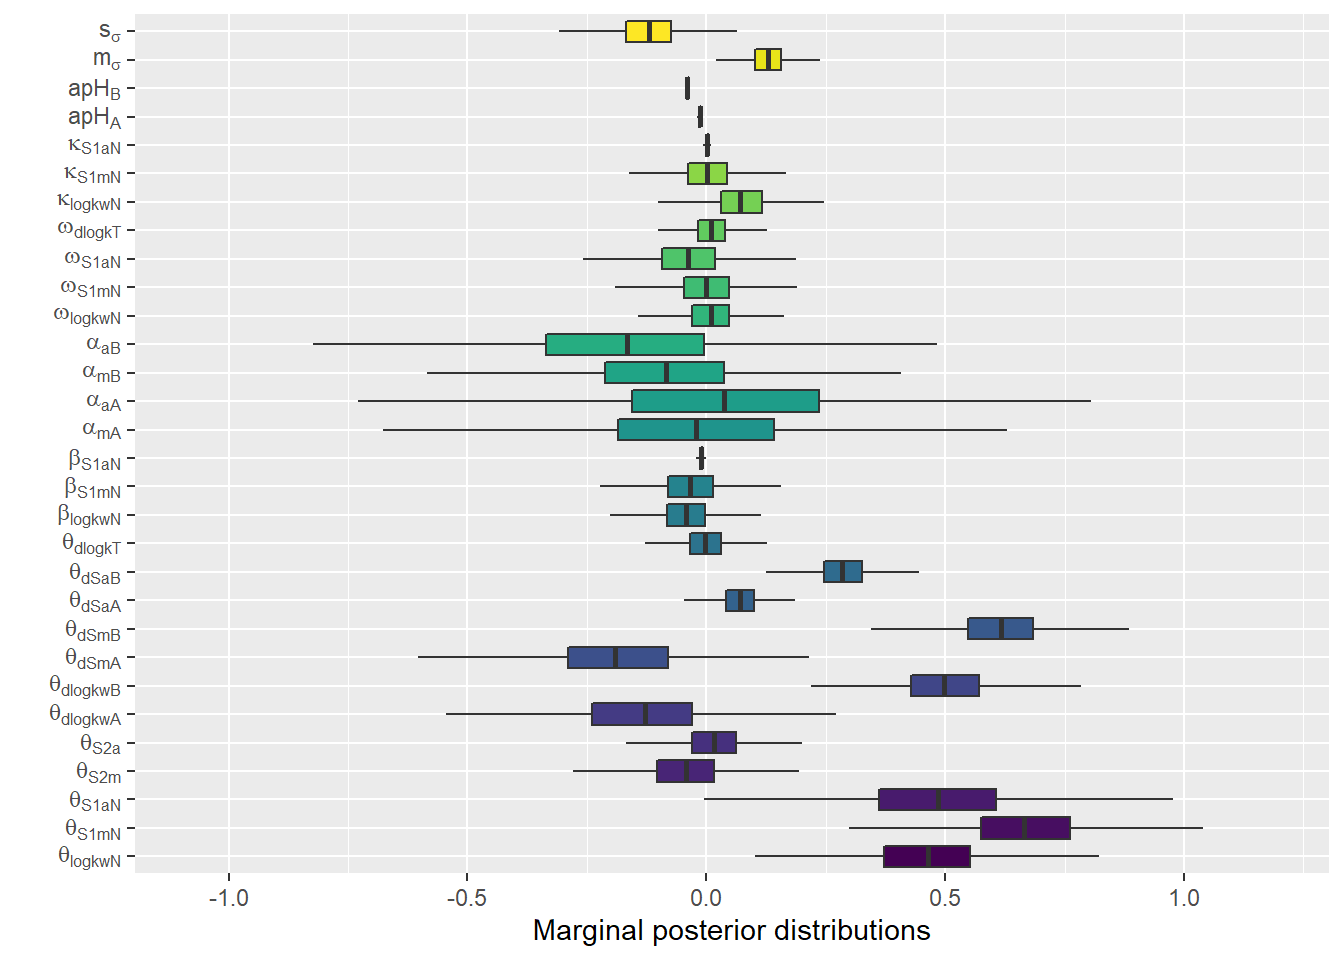 sσ
mσ
apHB
apHA
κS1aN
κS1mN
κlogkwN
ωdlogkT
ωS1aN
ωS1mN
ωlogkwN
αaB
αmB
αaA
αmA
βS1aN
βS1mN
βlogkwN
θdlogkT
θdSaB
θdSaA
θdSmB
θdSmA
θdlogkwB
θdlogkwA
θS2a
θS2m
θS1aN
θS1mN
θlogkwN
-1.0 -0.5 0.0 0.5 1.0
Marginal posterior distributions